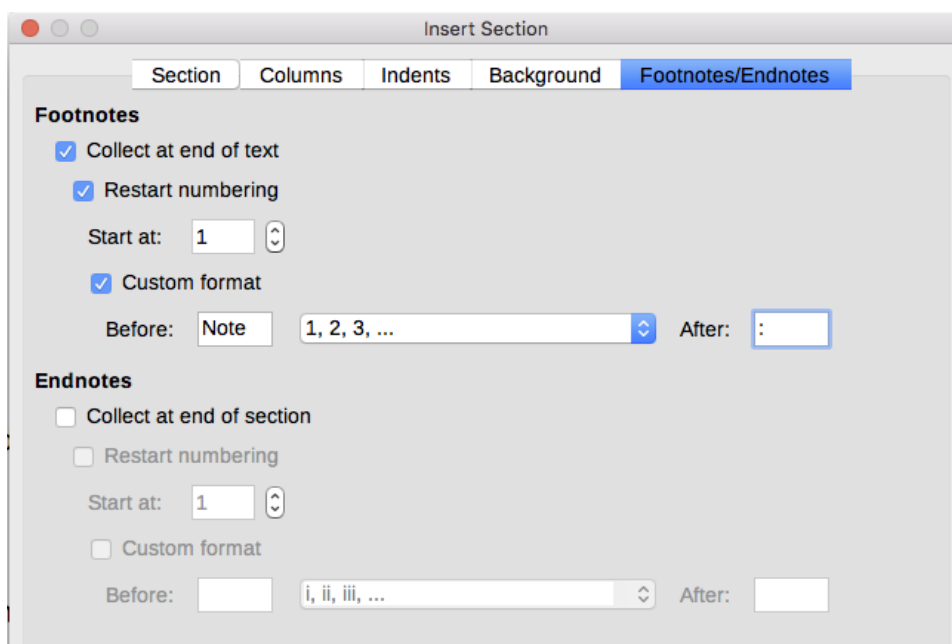 Insert Section
Section Columns Indents Background Footnotes/Endnotes
Footnotes
Collect at end of text
Restart numbering
Start at: 1
Custom format
Before: Note 1, 2, 3, ... After: :
Endnotes
Collect at end of section
Restart numbering
Start at: 1
Custom format
Before: i, ii, iii, ... After: